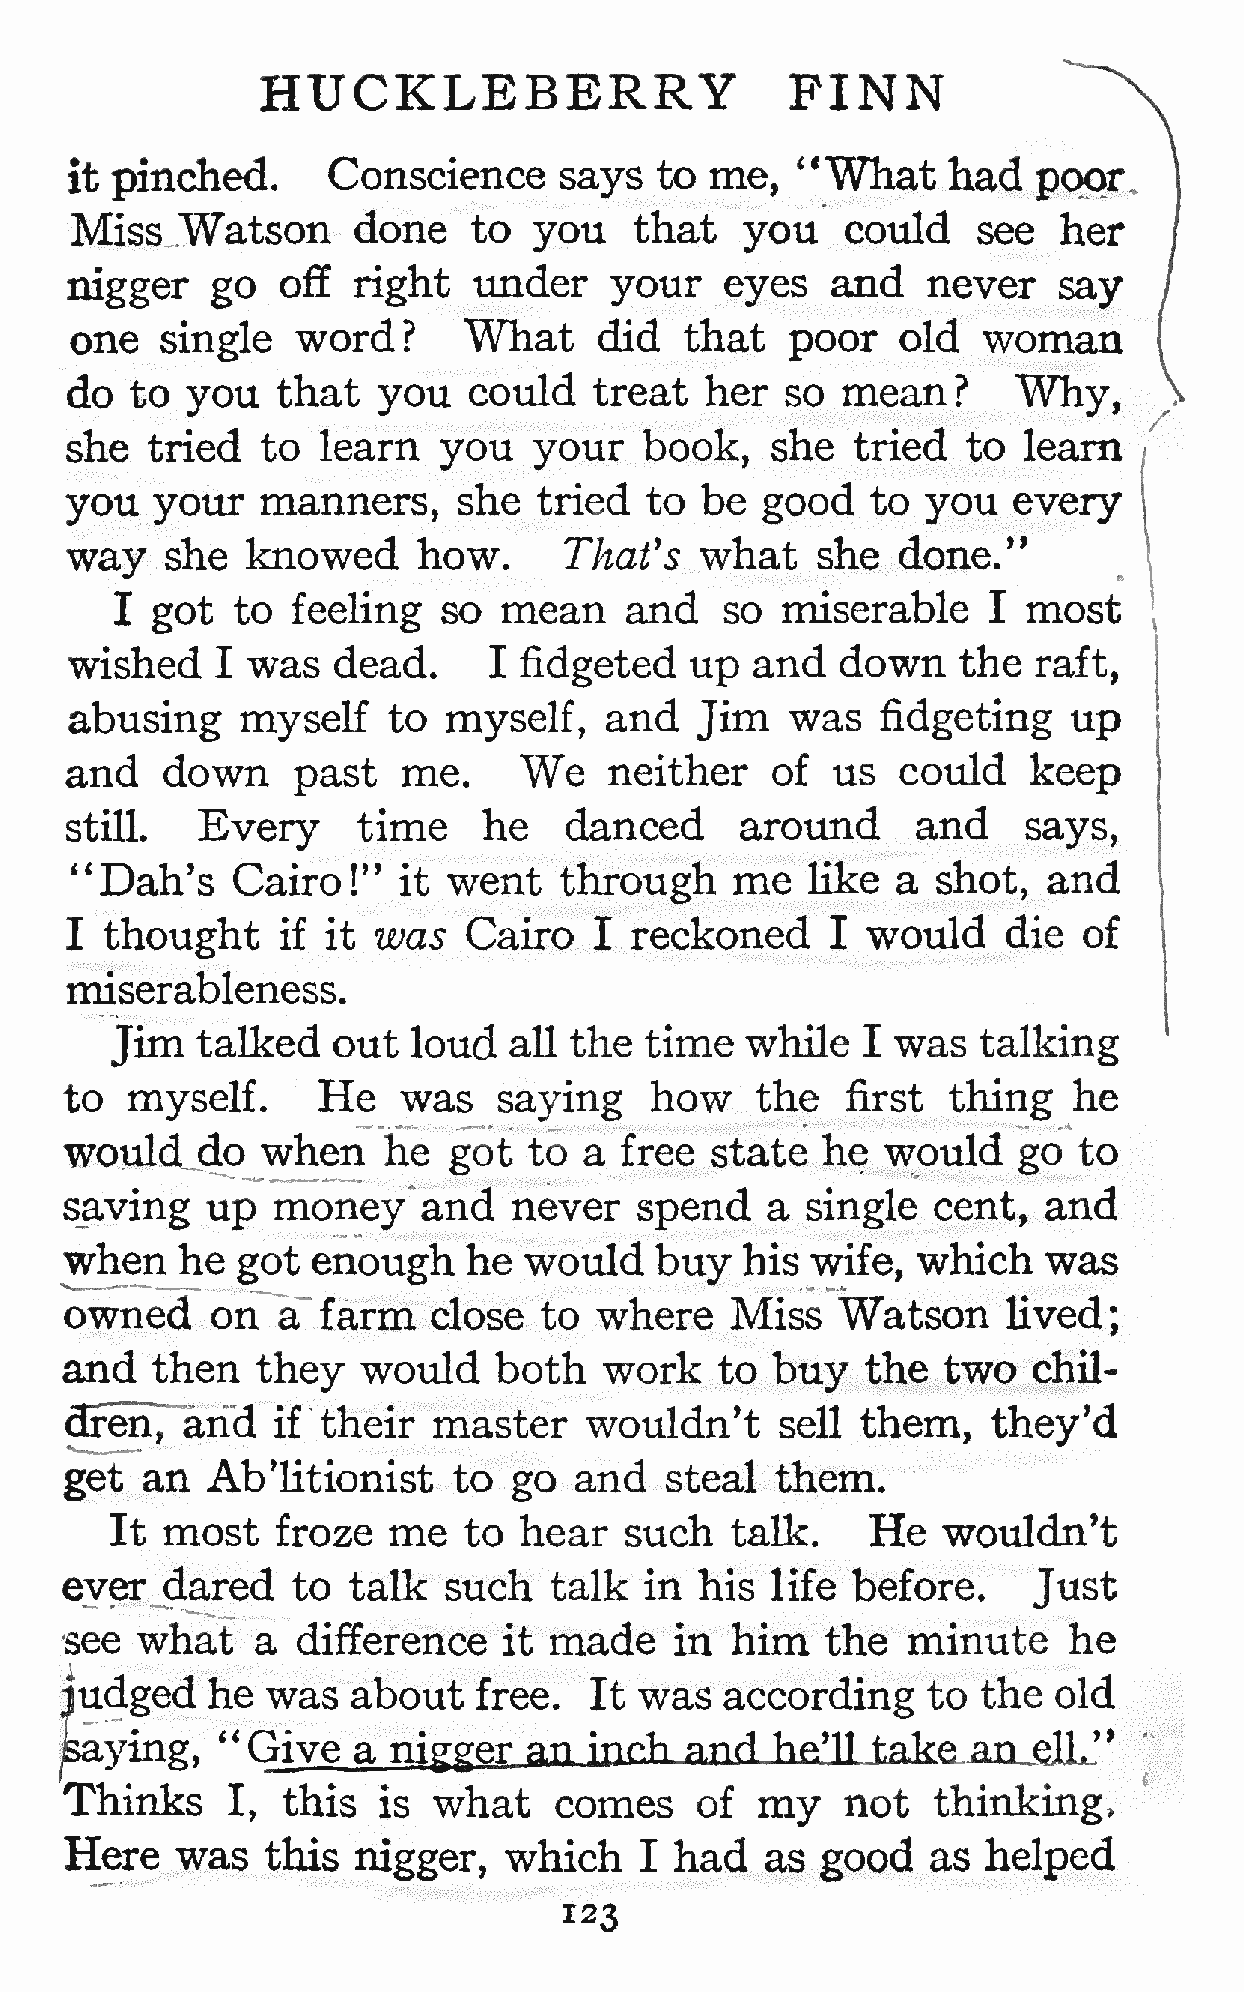 HUCKLEBERRY FINN
it pinched. Conscience says to me, "What had poor
Miss Watson done to you that you could see her
nigger go off right under your eyes and never say
one single word? What did that poor old woman
do to you that you could treat her so mean? Why,
she tried to learn you your book, she tried to learn
you your manners, she tried to be good to you every
way she knowed how. That's what she done."
I got to feeling so mean and so miserable I most
wished I was dead. I fidgeted up and down the raft,
abusing myself to myself, and Jim was fidgeting up
and down past me. We neither of us could keep
still. Every time he danced around and says,
"Dah's Cairo!" it went through me like a shot, and
I thought if it was Cairo I reckoned I would die of
miserableness.
Jim talked out loud all the time while I was talking
to myself. He was saying how the first thing he
would do when he got to a free state he would go to
saving up money and never spend a single cent, and
when he got enough he would buy his wife, which was
owned on a farm close to where Miss Watson lived;
and then they would both work to buy the two chil-
dren, and if their master wouldn't sell them, they'd
get an Ab'litionist to go and steal them.
It most froze me to hear such talk. He wouldn't
ever dared to talk such talk in his life before. Just
see what a difference it made in him the minute he
judged he was about free. It was according to the old
saying, "Give a nigger an inch and he'll take an ell."
Thinks I, this is what comes of my not thinking.
Here was this nigger, which I had as good as helped
123